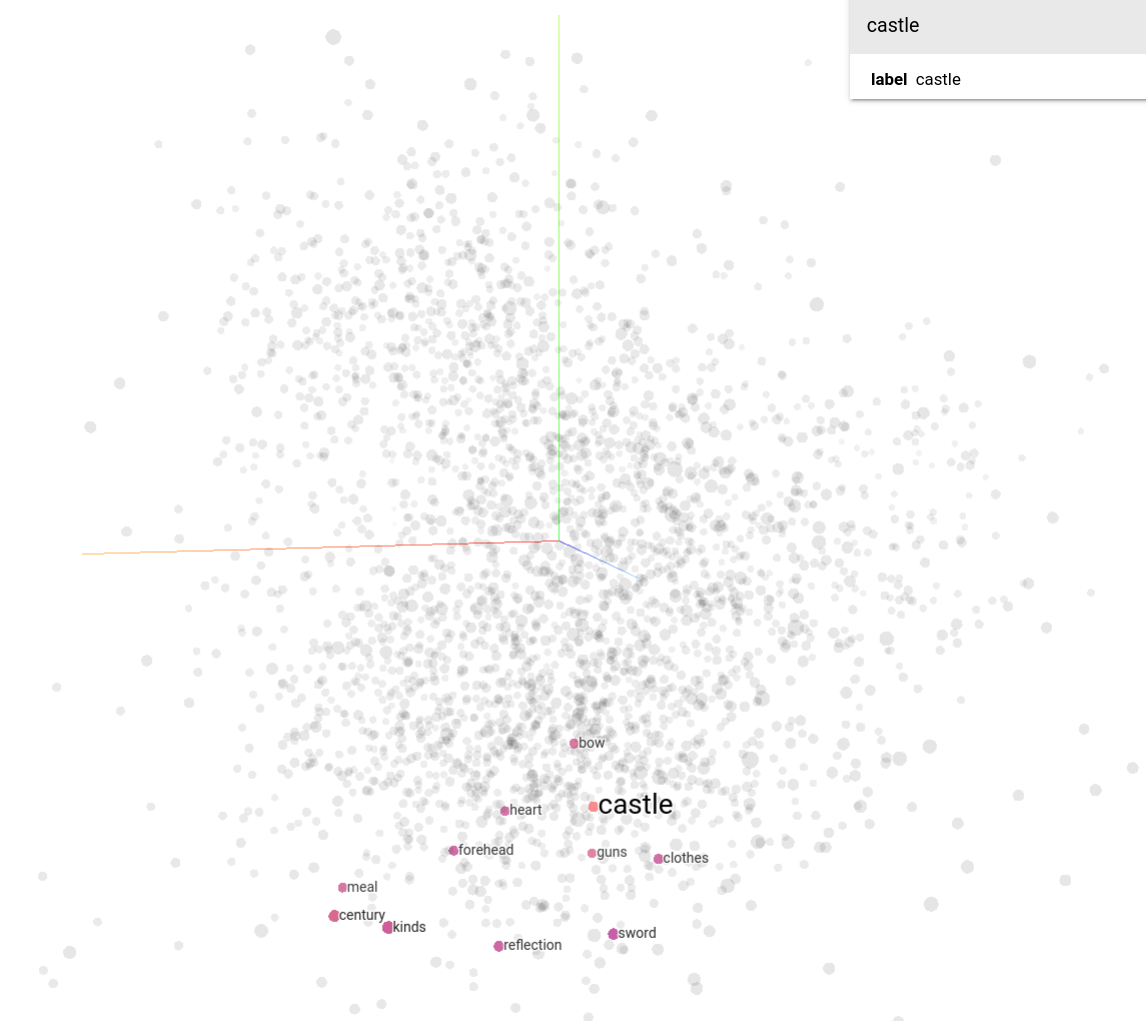 castle
label castle
bow
castle
heart
forehead
guns
clothes
meal
century
kinds
sword
reflection